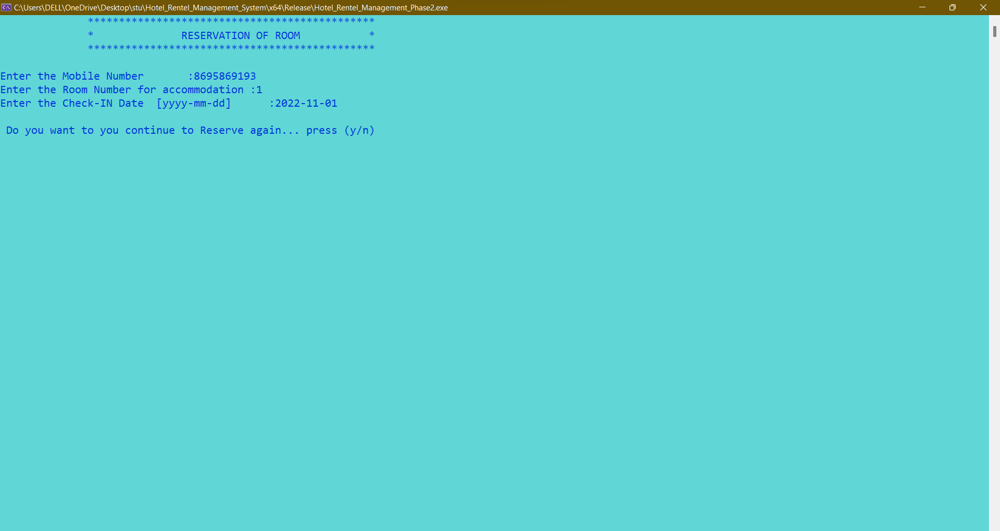 C:\Users\DELL\OneDrive\Desktop\stu\Hotel_Rentel_Management_System\x64\Release\Hotel_Rentel_Management_Phase2.exe
**********************************************
* RESERVATION OF ROOM *
**********************************************
Enter the Mobile Number :8695869193
Enter the Room Number for accommodation :1
Enter the Check-IN Date [yyyy-mm-dd] :2022-11-01
Do you want to you continue to Reserve again... press (y/n)